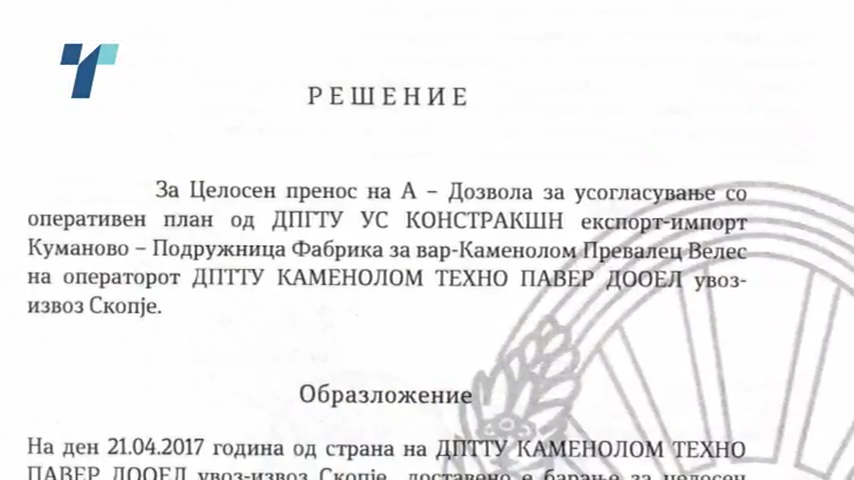 РЕШЕНИЕ
За Целосен пренос на А – Дозвола за усогласување со
оперативен план од ДПГТУ УС КОНСТРАКШН експорт-импорт
Куманово – Подружница Фабрика за вар-Каменолом Превалец Велес
на операторот ДПТТУ КАМЕНОЛОМ ТЕХНО ПАВЕР ДООЕЛ увоз-
извоз Скопје.
Образложение
На ден 21.04.2017 година од страна на ДПТТУ КАМЕНОЛОМ ТЕХНО
ПАВЕР ДООЕЛ увоз-извоз Скопје, доставено е барање за целосен